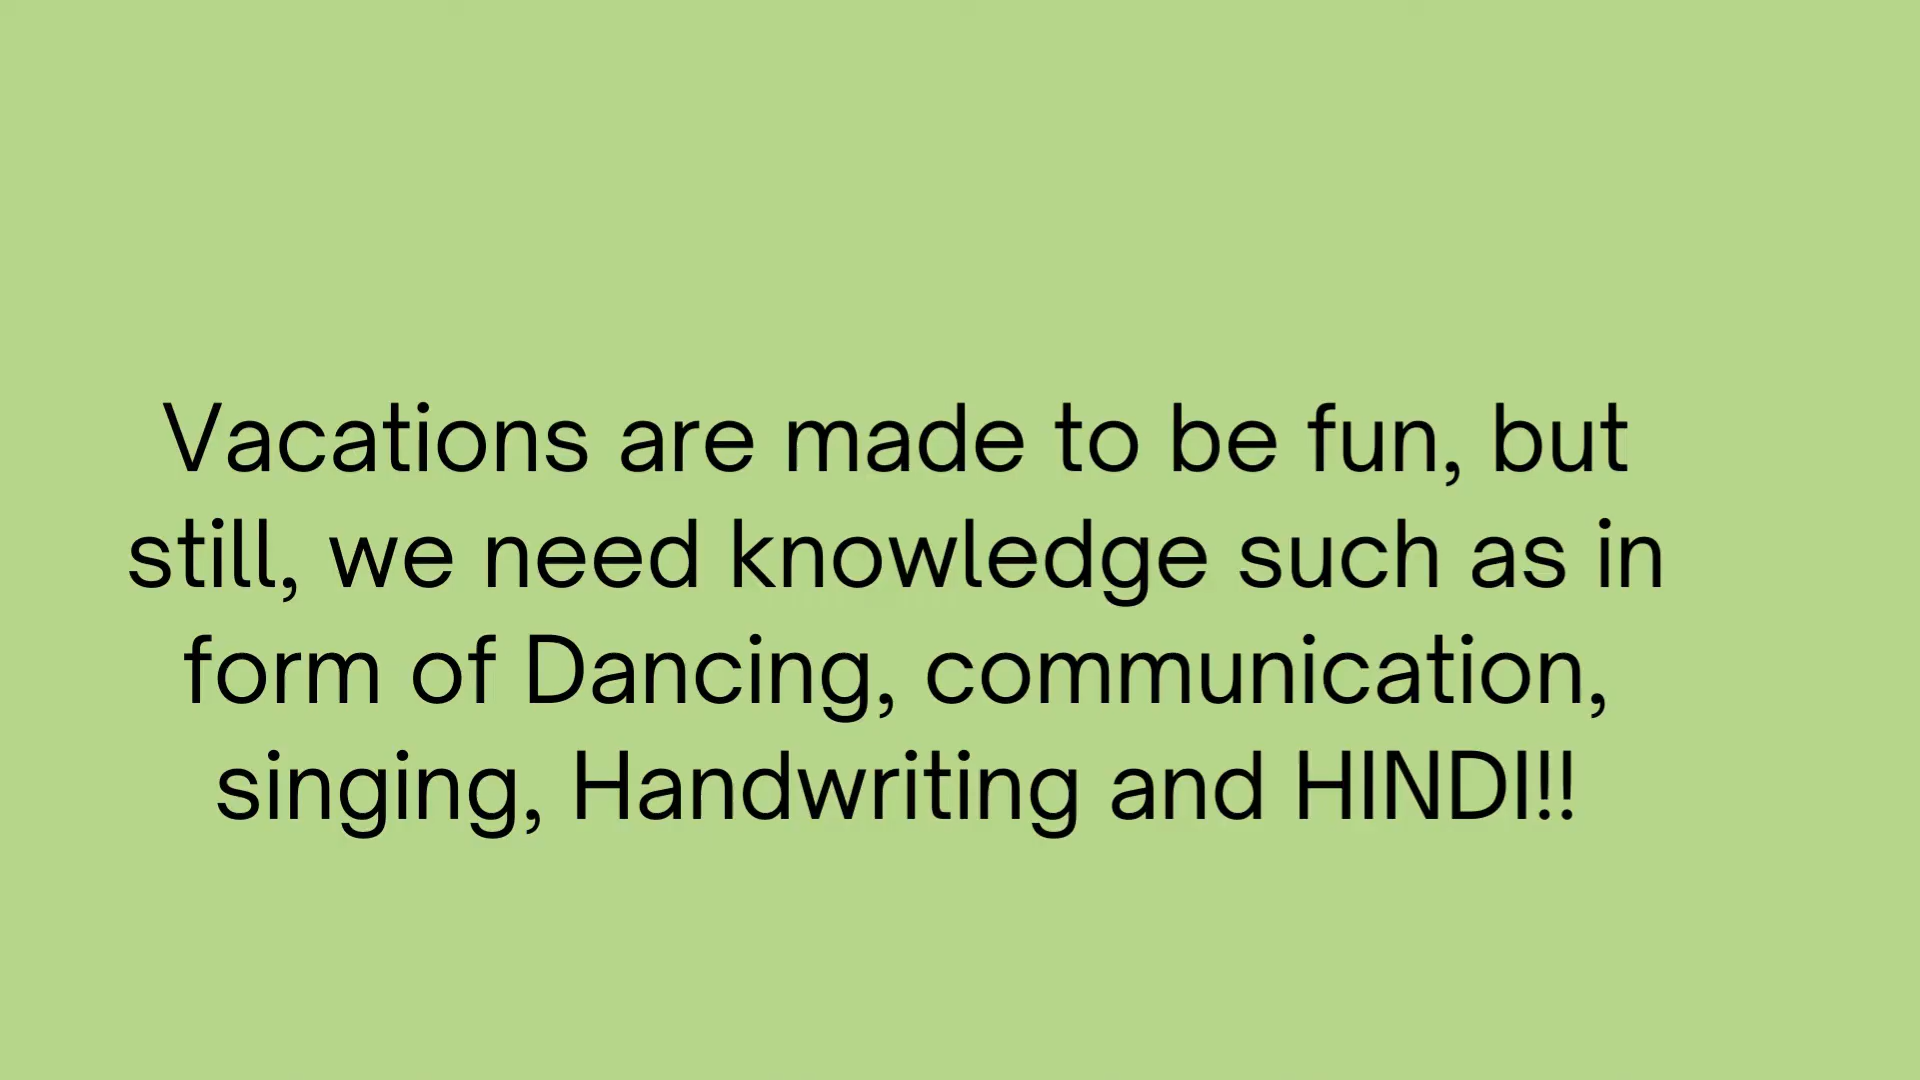 Vacations are made to be fun, but
still, we need knowledge such as in
form of Dancing, communication,
singing, Handwriting and HINDI!!